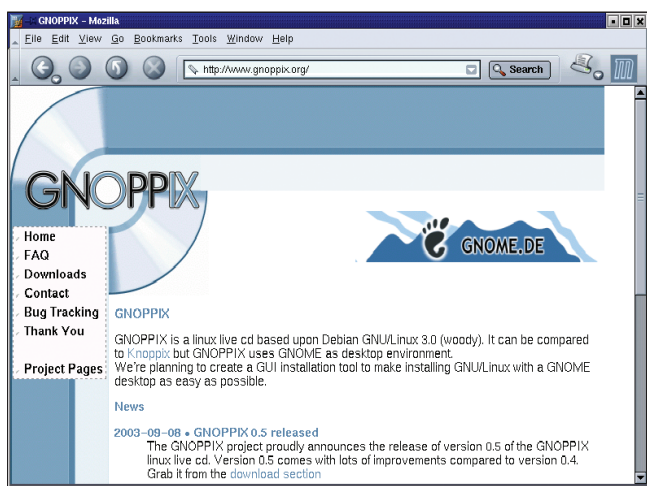 GNOPPIX - Mozilla
File Edit View Go Bookmarks Tools Window Help
http://www.gnoppix.org/ Search
GNOPPIX
GNOME.DE
Home
FAQ
Downloads
Contact
Bug Tracking
Thank You
Project Pages
GNOPPIX
GNOPPIX is a linux live cd based upon Debian GNU/Linux 3.0 (woody). It can be compared
to Knoppix but GNOPPIX uses GNOME as desktop environment.
We're planning to create a GUI installation tool to make installing GNU/Linux with a GNOME
desktop as easy as possible.
News
2003-09-08 • GNOPPIX 0.5 released
The GNOPPIX project proudly announces the release of version 0.5 of the GNOPPIX
linux live cd. Version 0.5 comes with lots of improvements compared to version 0.4.
Grab it from the download section